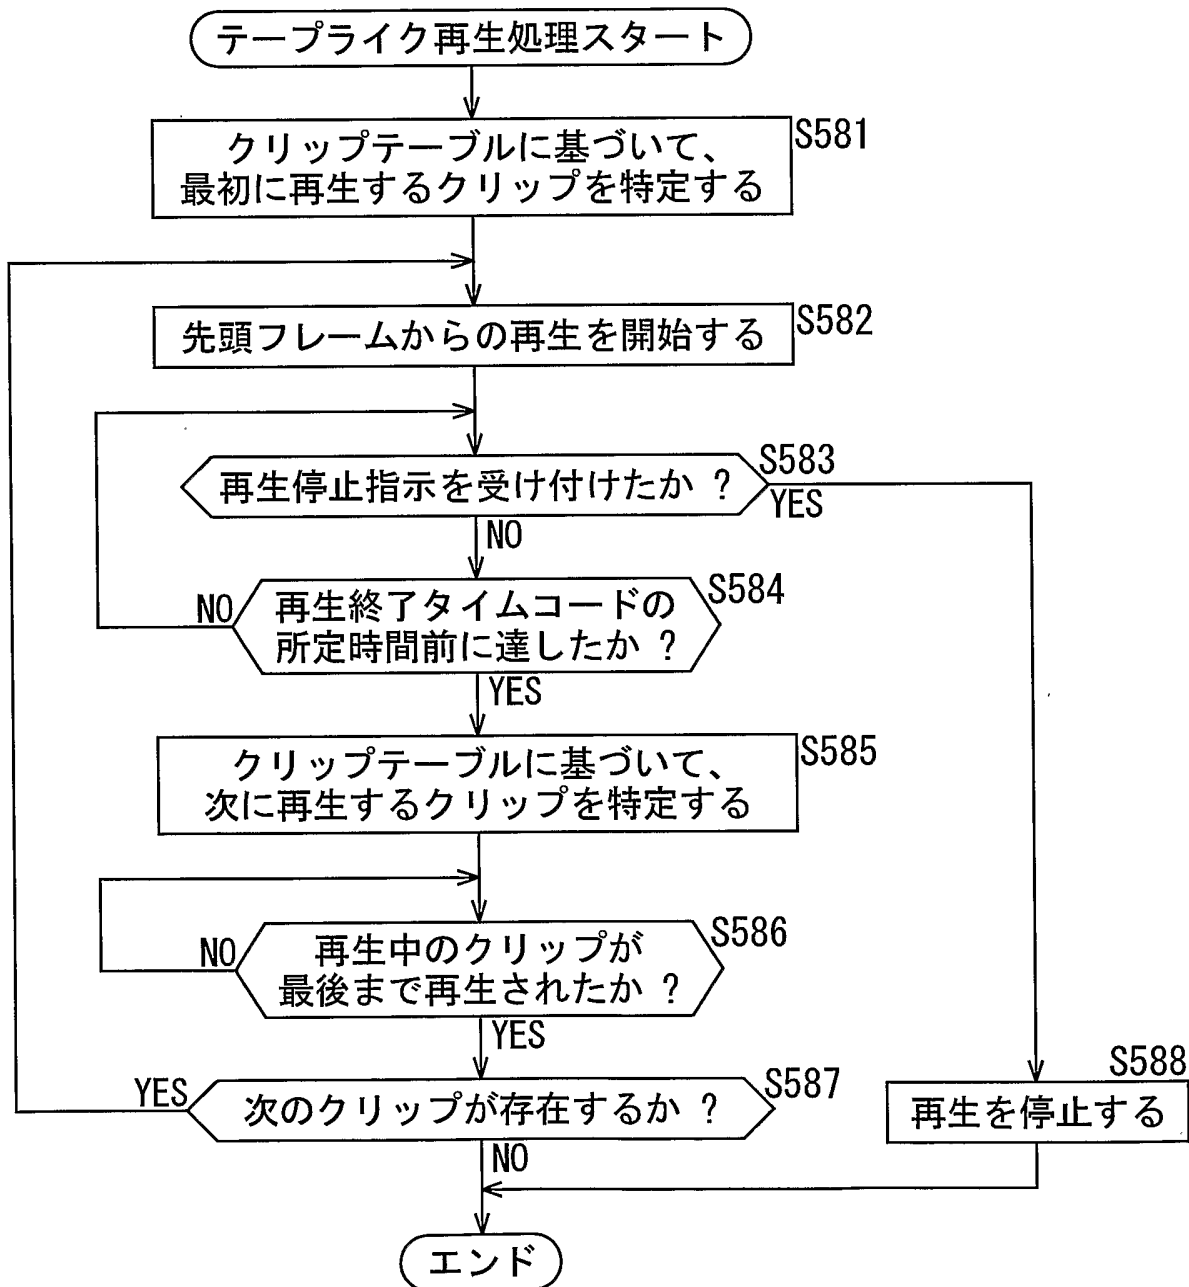 テープライク再生処理スタート
S581
クリップテーブルに基づいて、
最初に再生するクリップを特定する
S582
先頭フレームからの再生を開始する
S583
再生停止指示を受け付けたか ?
YES
NO
S584
再生終了タイムコードの
所定時間前に達したか ?
NO
YES
S585
クリップテーブルに基づいて、
次に再生するクリップを特定する
S586
再生中のクリップが
最後まで再生されたか ?
NO
YES
S587
次のクリップが存在するか ?
YES
NO
S588
再生を停止する
エンド